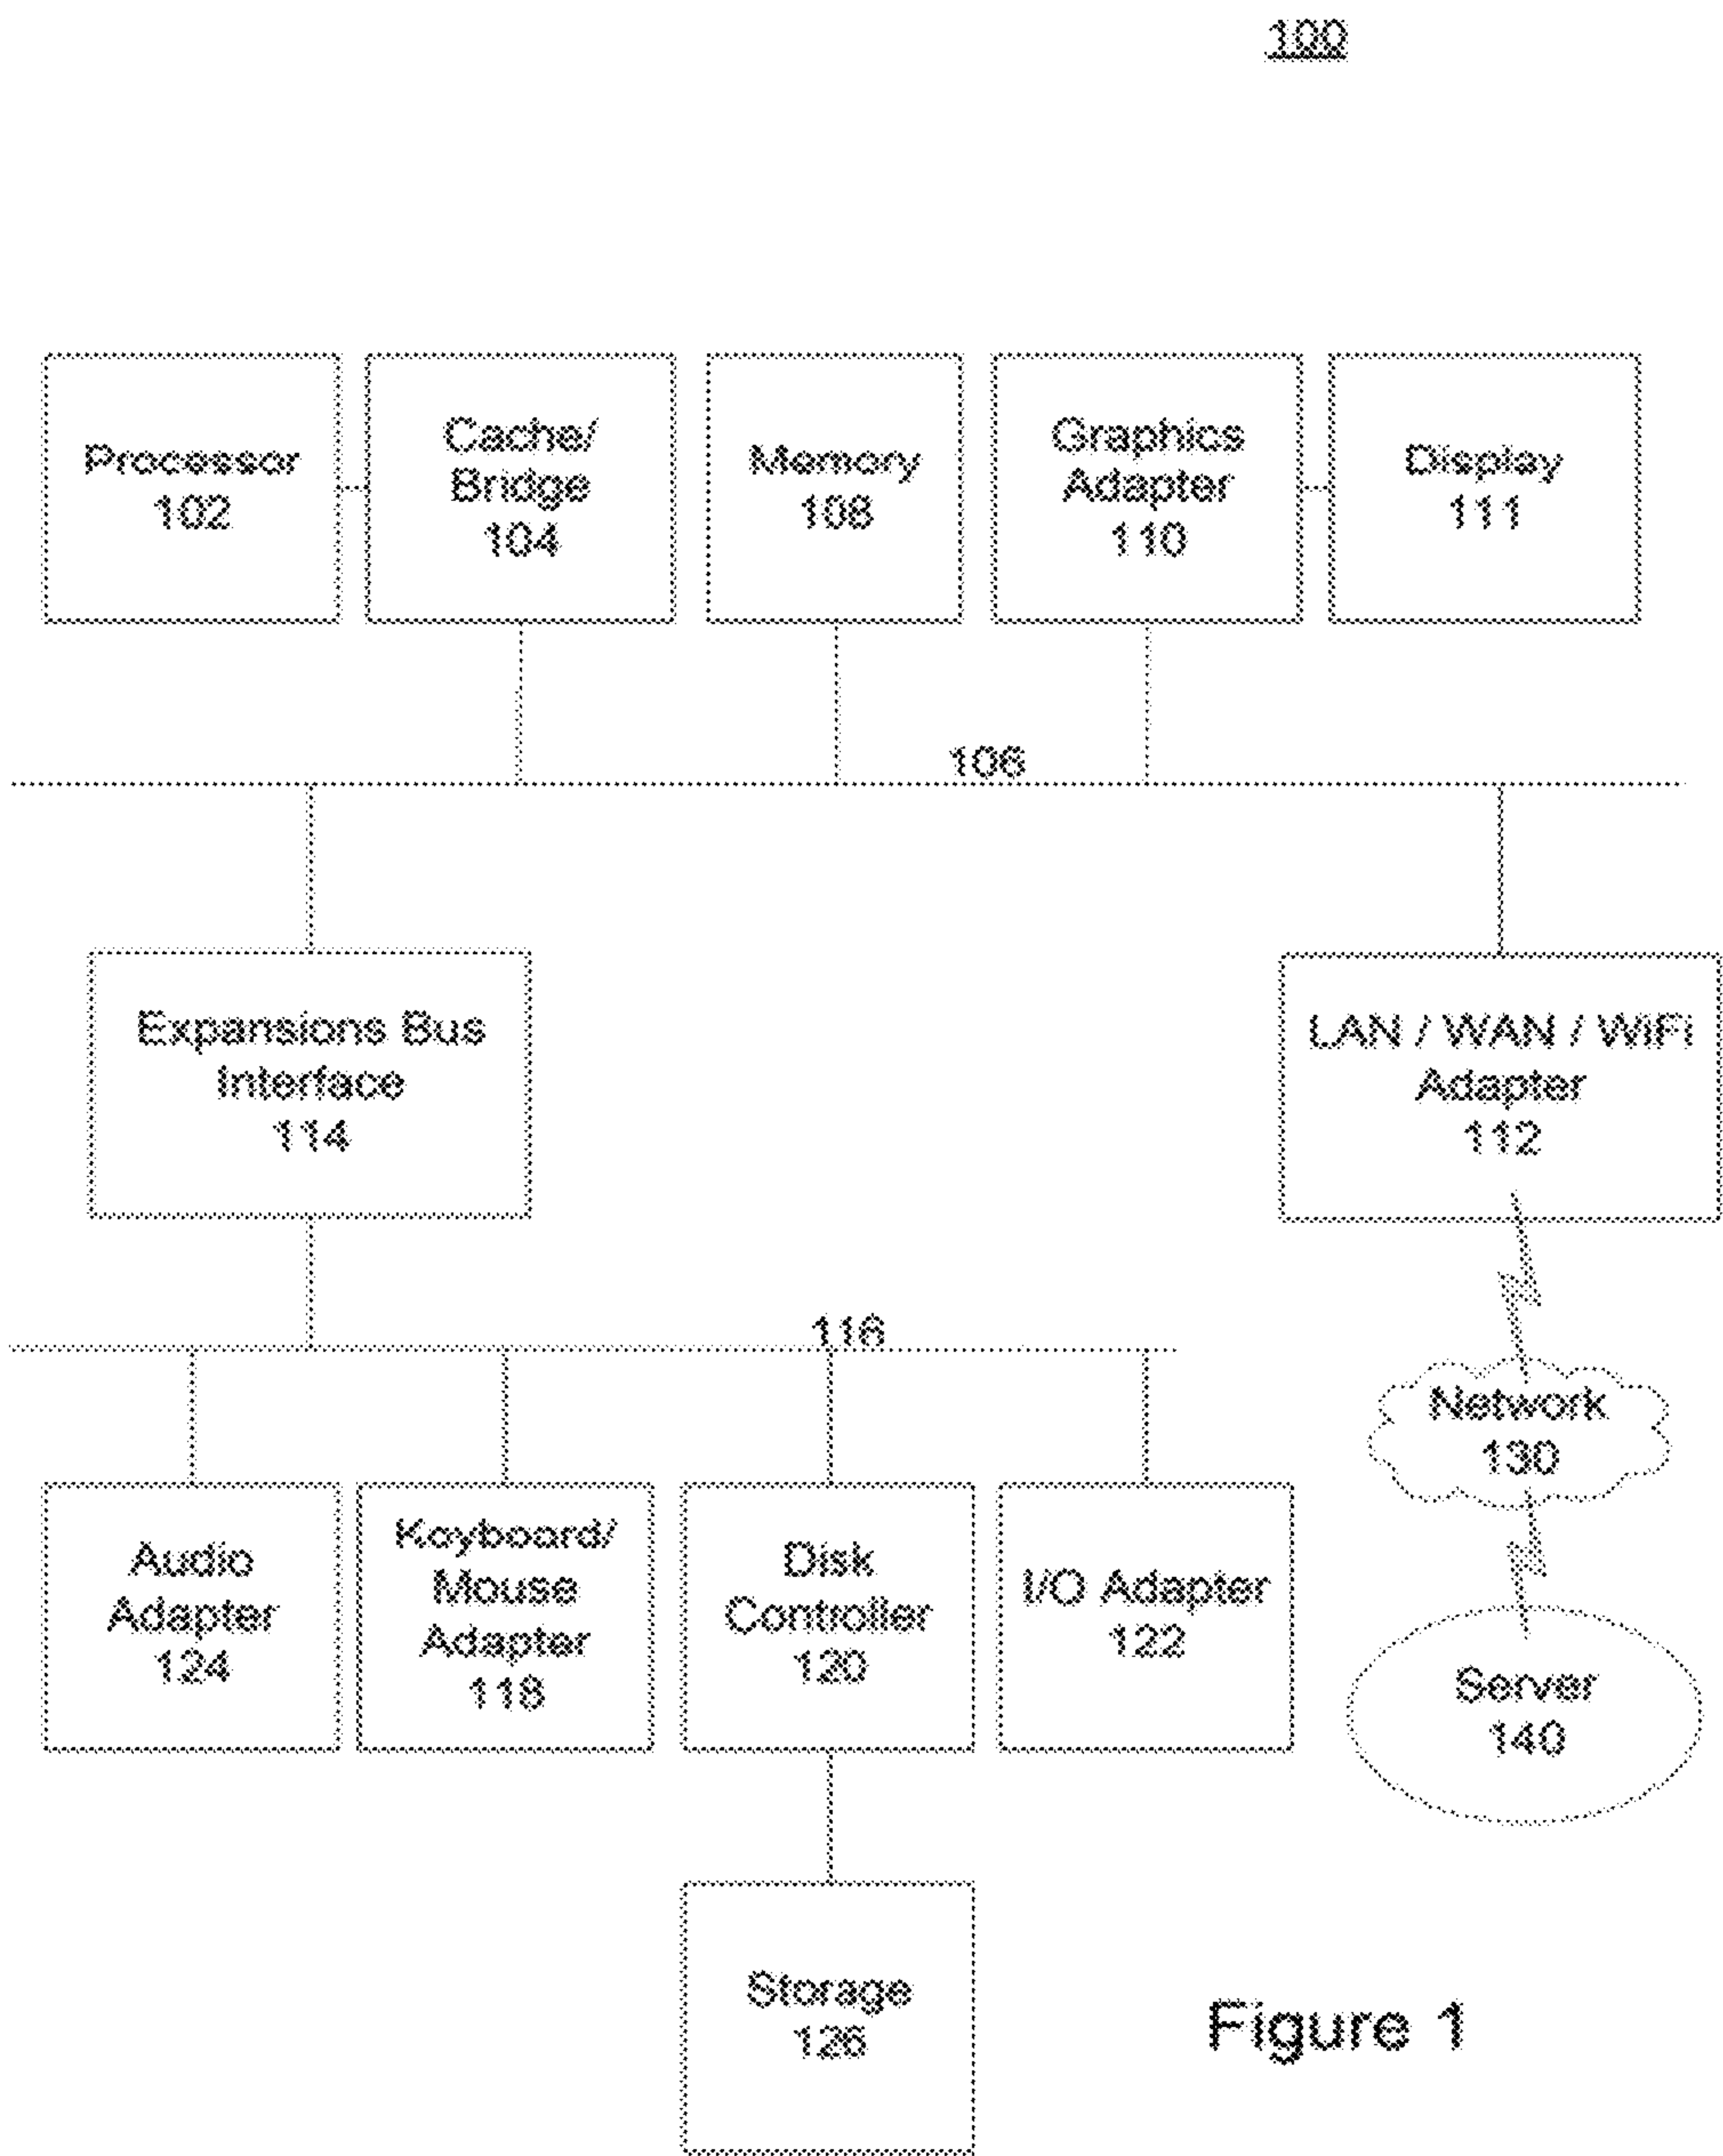 100
Processor
102
Cache/
Bridge
104
Memory
108
Graphics
Adapter
110
Display
111
106
Expansions Bus
Interface
114
LAN / WAN / WiFi
Adapter
112
116
Network
130
Audio
Adapter
124
Keyboard/
Mouse
Adapter
118
Disk
Controller
120
I/O Adapter
122
Server
140
Storage
126
Figure 1